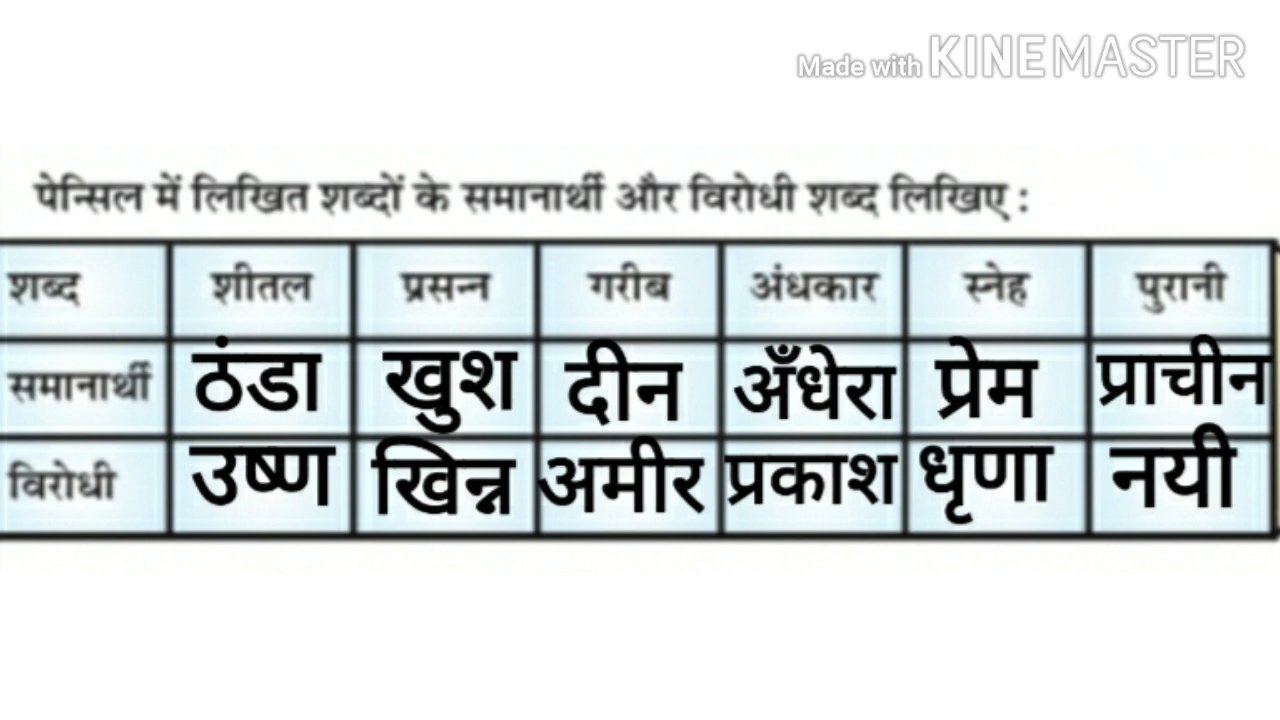 Made with KINEMASTER
पेन्सिल में लिखित शब्दों के समानार्थी और विरोधी शब्द लिखिए :
शब्द शीतल प्रसन्न गरीब अंधकार स्नेह पुरानी
समानार्थी ठंडा खुश दीन अँधेरा प्रेम प्राचीन
विरोधी उष्ण खिन्न अमीर प्रकाश धृणा नयी